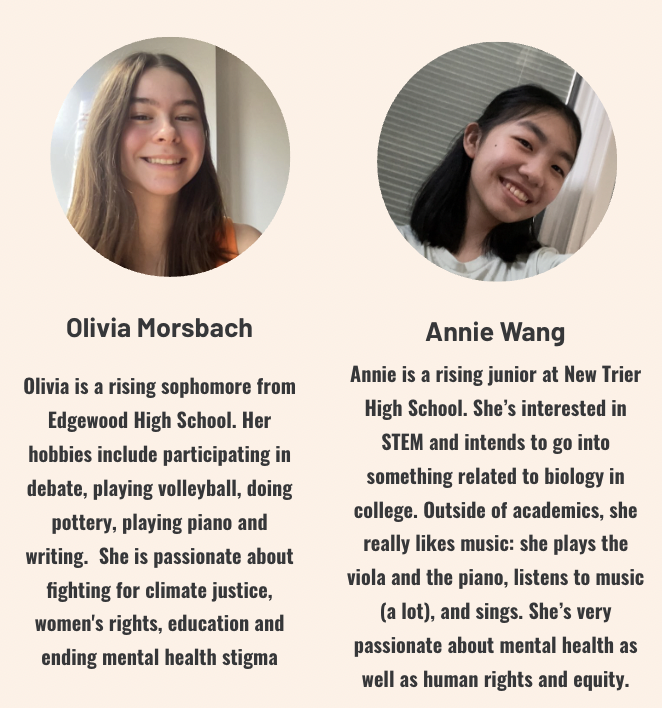 Olivia Morsbach
Olivia is a rising sophomore from
Edgewood High School. Her
hobbies include participating in
debate, playing volleyball, doing
pottery, playing piano and
writing.  She is passionate about
fighting for climate justice,
women's rights, education and
ending mental health stigma
Annie Wang
Annie is a rising junior at New Trier
High School. She’s interested in
STEM and intends to go into
something related to biology in
college. Outside of academics, she
really likes music: she plays the
viola and the piano, listens to music
(a lot), and sings. She’s very
passionate about mental health as
well as human rights and equity.